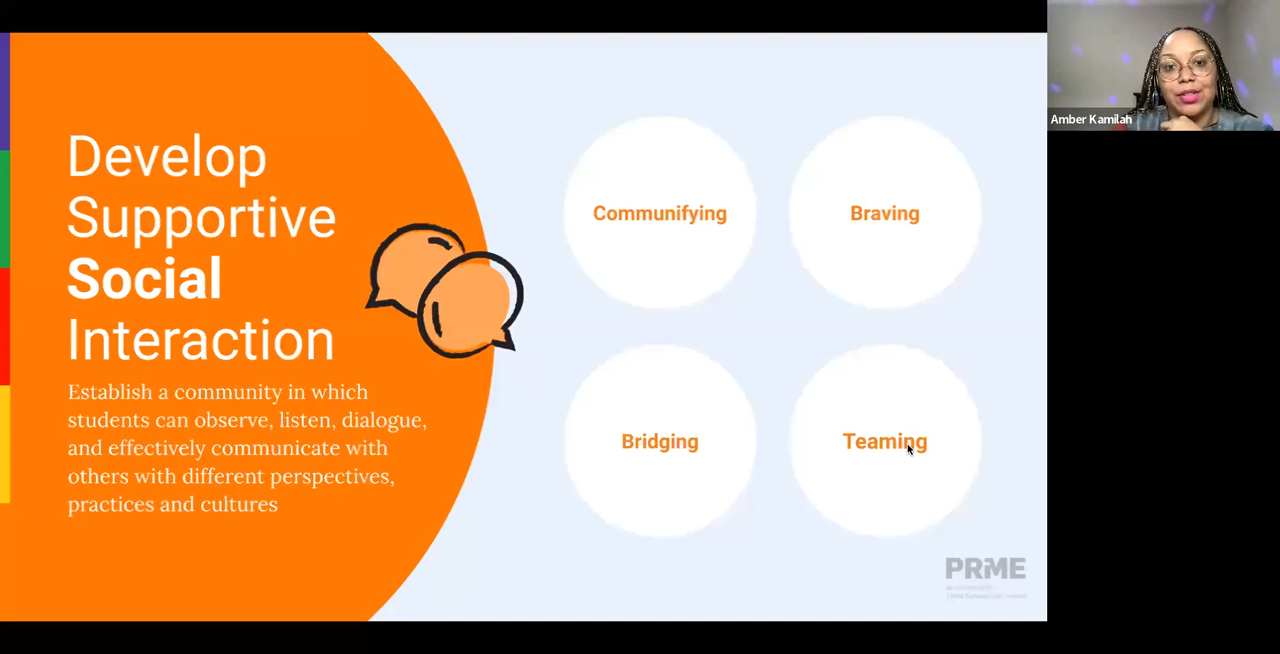 Develop
Supportive
Social
Interaction
Establish a community in which
students can observe, listen, dialogue,
and effectively communicate with
others with different perspectives,
practices and cultures
Communifying
Braving
Bridging
Teaming
PRME
Amber Kamilah